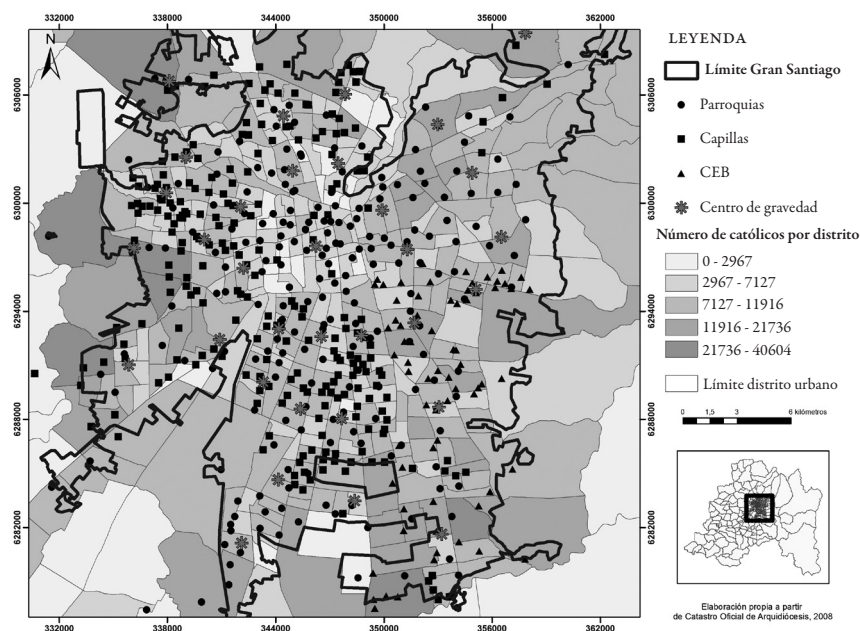 332000 338000 344000 350000 356000 362000
N
6306000
6300000
6294000
6288000
6282000
6306000
6300000
6294000
6288000
6282000
332000 338000 344000 350000 356000 362000
LEYENDA
Límite Gran Santiago
Parroquias
Capillas
CEB
Centro de gravedad
Número de católicos por distrito
0 - 2967
2967 - 7127
7127 - 11916
11916 - 21736
21736 - 40604
Límite distrito urbano
0 1,5 3 6 kilómetros
Elaboración propia a partir
de Catastro Oficial de Arquidiócesis, 2008